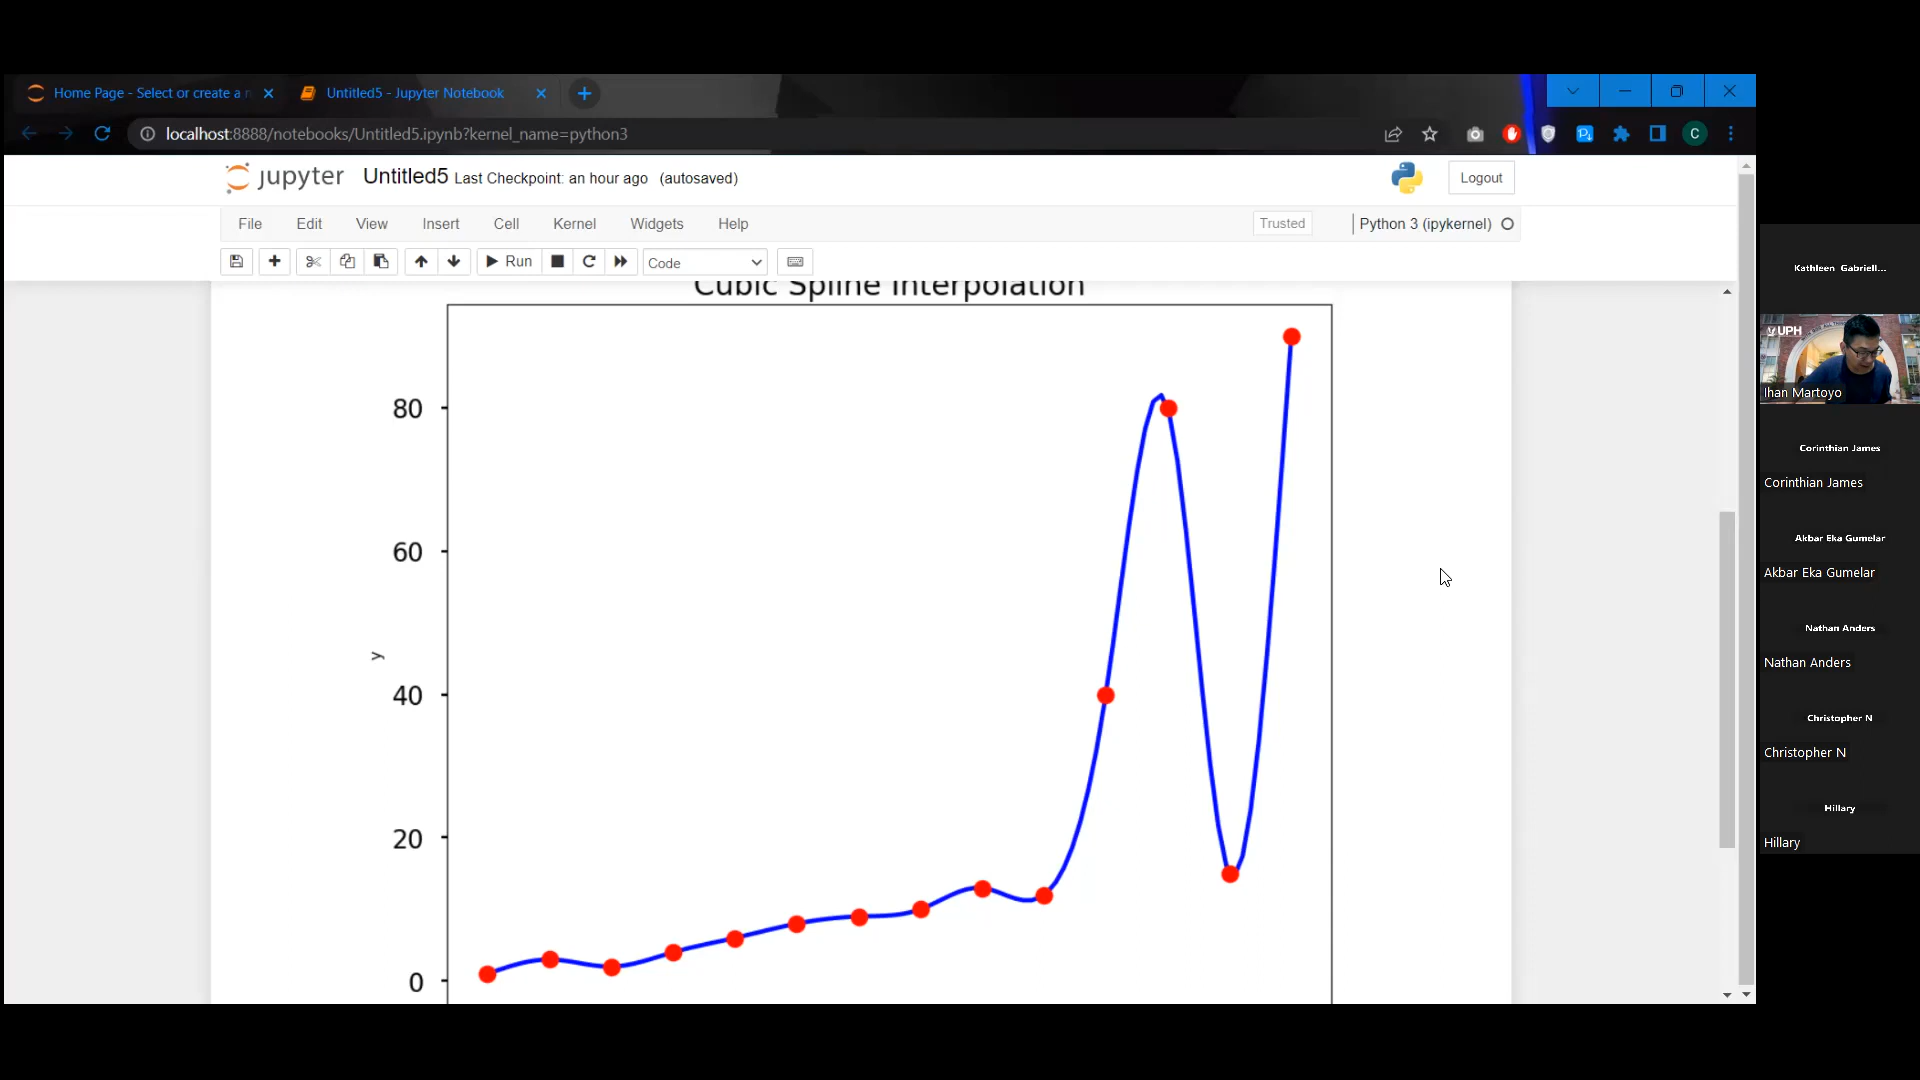 Home Page - Select or create a n
Untitled5 - Jupyter Notebook
localhost:8888/notebooks/Untitled5.ipynb?kernel_name=python3
C
jupyter Untitled5 Last Checkpoint: an hour ago (autosaved)
Logout
File Edit View Insert Cell Kernel Widgets Help
Trusted
Python 3 (ipykernel)
Run
Code
Cubic Spline Interpolation
80
60
y
40
20
0
Kathleen Gabriell...
UPH
Ihan Martoyo
Corinthian James
Corinthian James
Akbar Eka Gumelar
Akbar Eka Gumelar
Nathan Anders
Nathan Anders
Christopher N
Christopher N
Hillary
Hillary